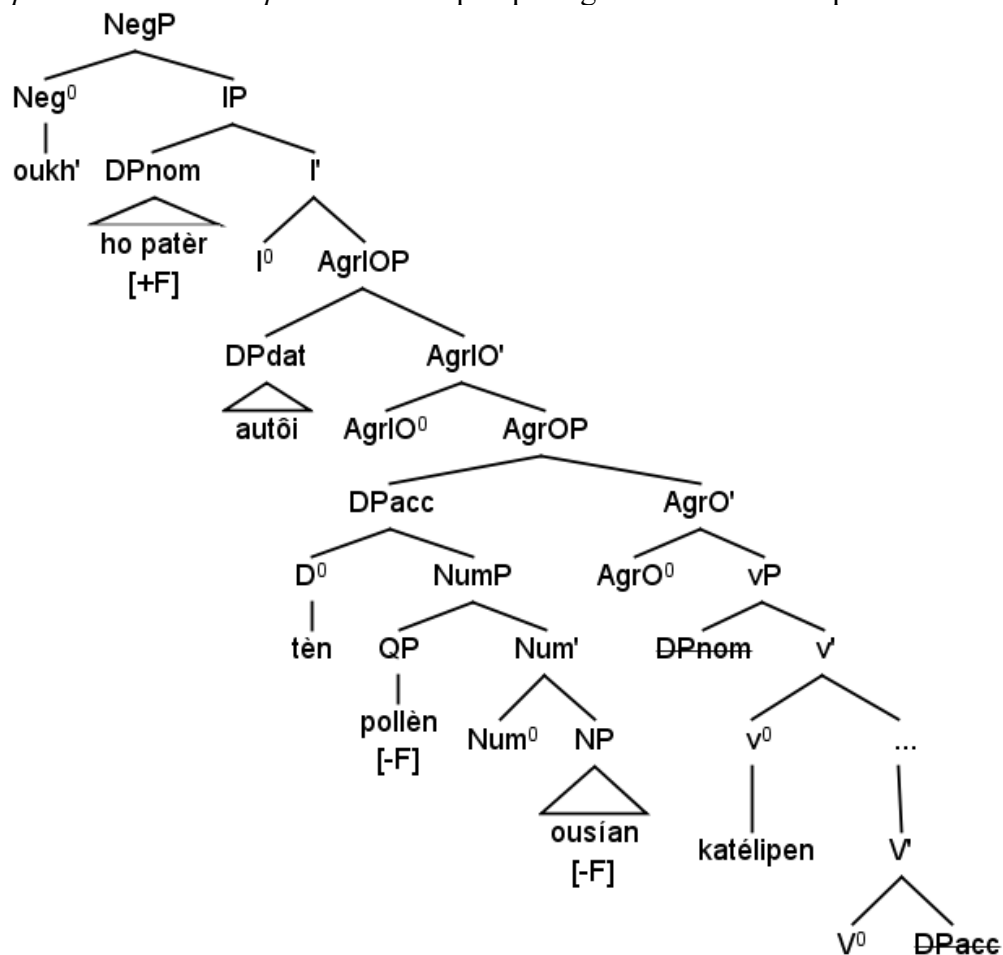 NegP
Neg⁰ IP
oukh' DPnom I'
ho patèr I⁰ AgrIOP
[+F]
DPdat AgrIO'
autôi AgrIO⁰ AgrOP
DPacc AgrO'
D⁰ NumP AgrO⁰ vP
tèn QP Num' DPnom v'
pollèn Num⁰ NP v⁰ ...
[-F]
ousían katélipen V'
[-F]
V⁰ DPacc